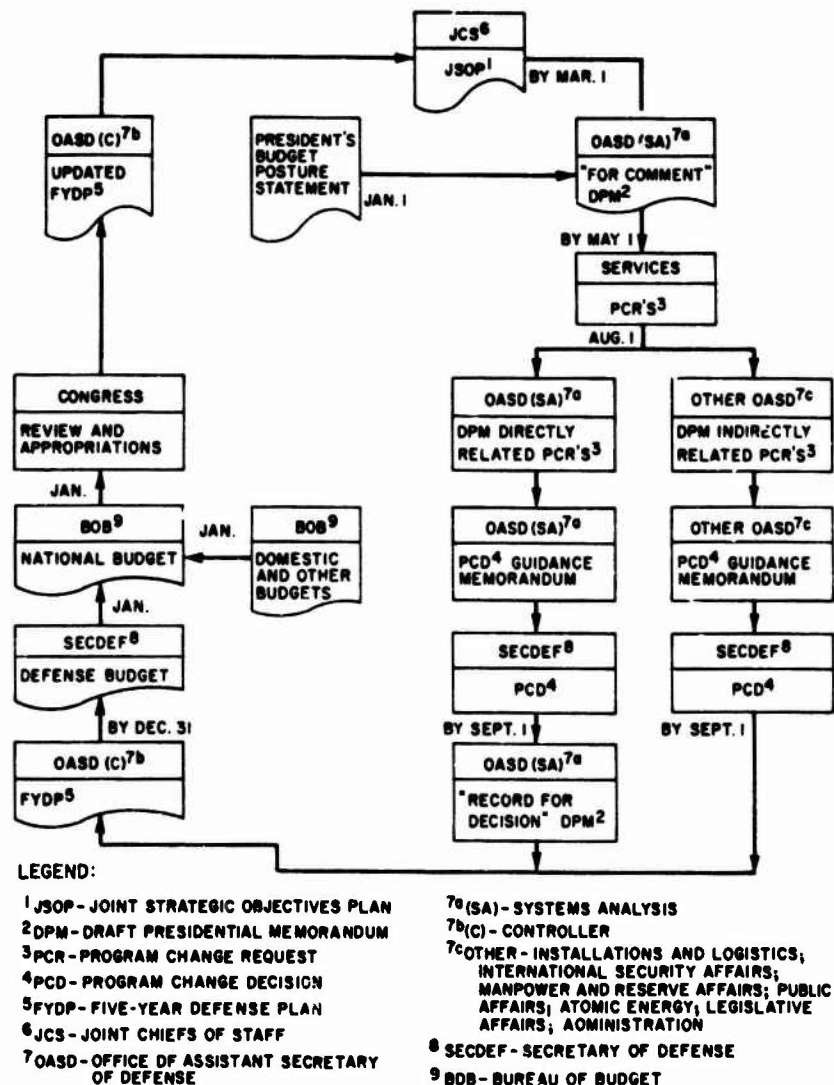 JCS6
JSOP1
BY MAR. 1
OASD (C)7b
UPDATED
FYDP5
PRESIDENT'S
BUDGET
POSTURE
STATEMENT
JAN. 1
OASD (SA)7a
"FOR COMMENT"
DPM2
BY MAY 1
SERVICES
PCR'S3
AUG. 1
CONGRESS
REVIEW AND
APPROPRIATIONS
JAN.
OASD (SA)7a
DPM DIRECTLY
RELATED PCR'S3
OTHER OASD7c
DPM INDIRECTLY
RELATED PCR'S3
BOB9
NATIONAL BUDGET
JAN.
BOB9
DOMESTIC
AND OTHER
BUDGETS
OASD (SA)7a
PCD4 GUIDANCE
MEMORANDUM
OTHER OASD7c
PCD4 GUIDANCE
MEMORANDUM
JAN.
SECDEF8
DEFENSE BUDGET
BY DEC. 31
SECDEF8
PCD4
BY SEPT. 1
SECDEF8
PCD4
BY SEPT. 1
OASD (C)7b
FYDP5
OASD (SA)7a
"RECORD FOR
DECISION" DPM2
LEGEND:
1 JSOP - JOINT STRATEGIC OBJECTIVES PLAN
2 DPM - DRAFT PRESIDENTIAL MEMORANDUM
3 PCR - PROGRAM CHANGE REQUEST
4 PCD - PROGRAM CHANGE DECISION
5 FYDP - FIVE-YEAR DEFENSE PLAN
6 JCS - JOINT CHIEFS OF STAFF
7 OASD - OFFICE OF ASSISTANT SECRETARY
OF DEFENSE
7a (SA) - SYSTEMS ANALYSIS
7b (C) - CONTROLLER
7c OTHER - INSTALLATIONS AND LOGISTICS;
INTERNATIONAL SECURITY AFFAIRS;
MANPOWER AND RESERVE AFFAIRS; PUBLIC
AFFAIRS; ATOMIC ENERGY; LEGISLATIVE
AFFAIRS; ADMINISTRATION
8 SECDEF - SECRETARY OF DEFENSE
9 BOB - BUREAU OF BUDGET